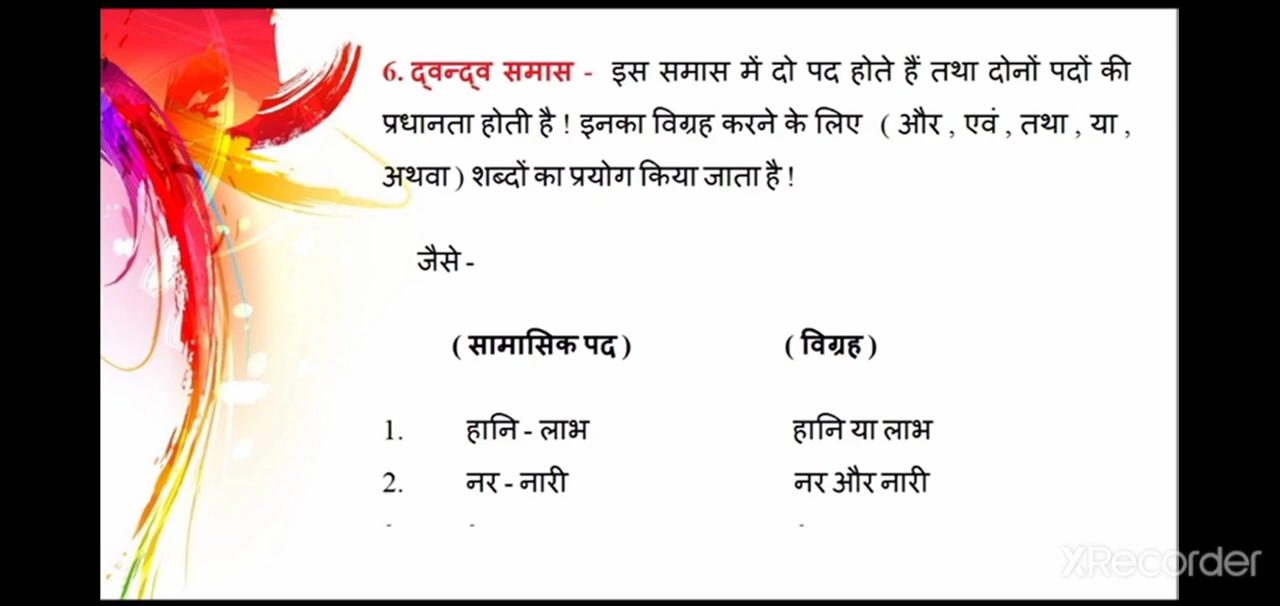 6. द्वन्द्व समास - इस समास में दो पद होते हैं तथा दोनों पदों की
प्रधानता होती है ! इनका विग्रह करने के लिए ( और , एवं , तथा , या ,
अथवा ) शब्दों का प्रयोग किया जाता है !
जैसे -
( सामासिक पद ) ( विग्रह )
1. हानि - लाभ हानि या लाभ
2. नर - नारी नर और नारी
XRecorder